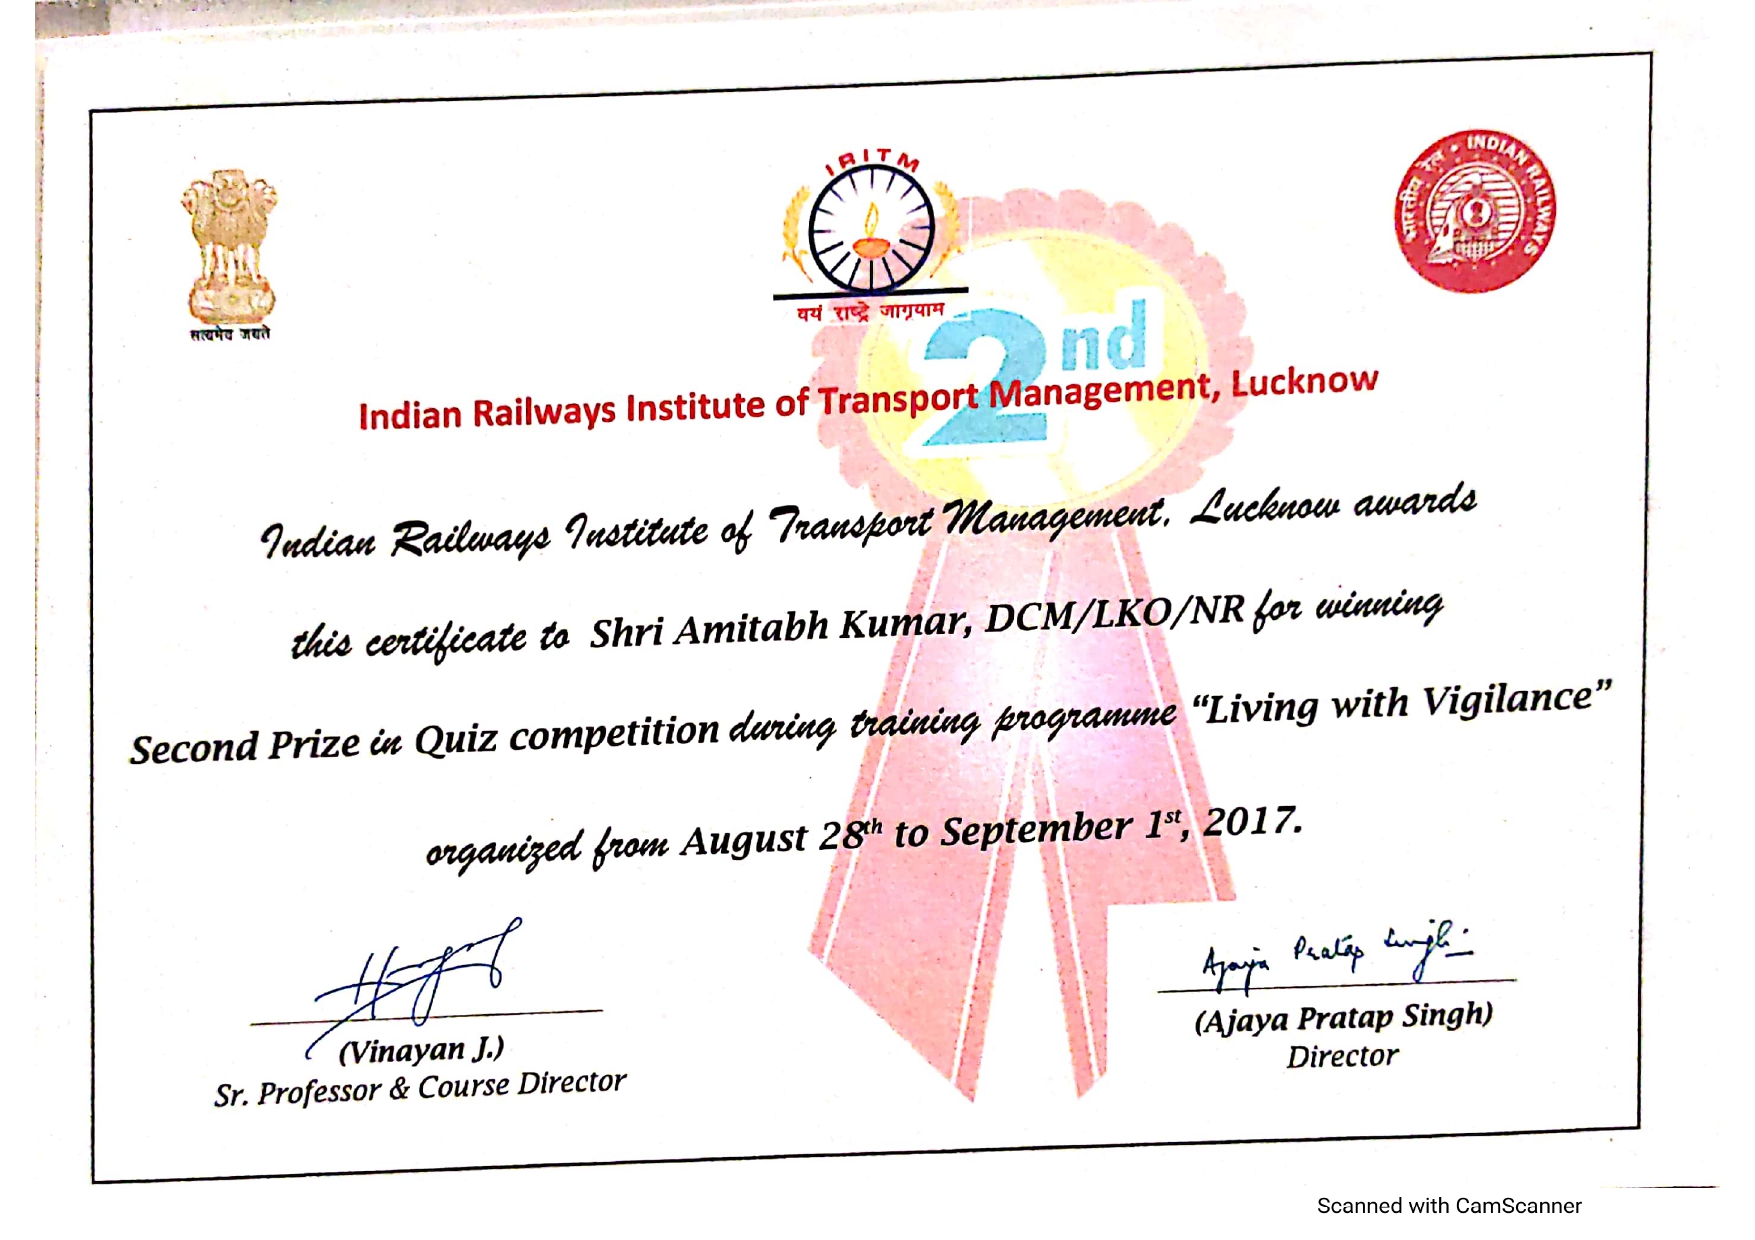 सत्यमेव जयते
IRITM
वयं राष्ट्रे जागृयाम
भारतीय रेल • INDIAN RAILWAYS
2nd
Indian Railways Institute of Transport Management, Lucknow
Indian Railways Institute of Transport Management, Lucknow awards
this certificate to Shri Amitabh Kumar, DCM/LKO/NR for winning
Second Prize in Quiz competition during training programme “Living with Vigilance”
organized from August 28th to September 1st, 2017.
Ajaya Pratap Singh
(Vinayan J.)
Sr. Professor & Course Director
(Ajaya Pratap Singh)
Director
Scanned with CamScanner